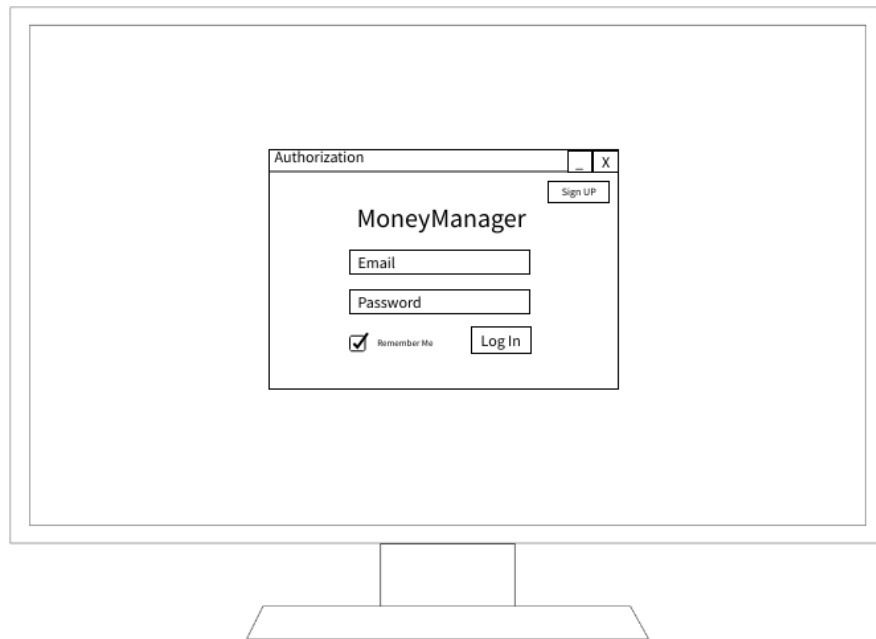 Authorization
_ X
Sign UP
MoneyManager
Email
Password
Remember Me
Log In